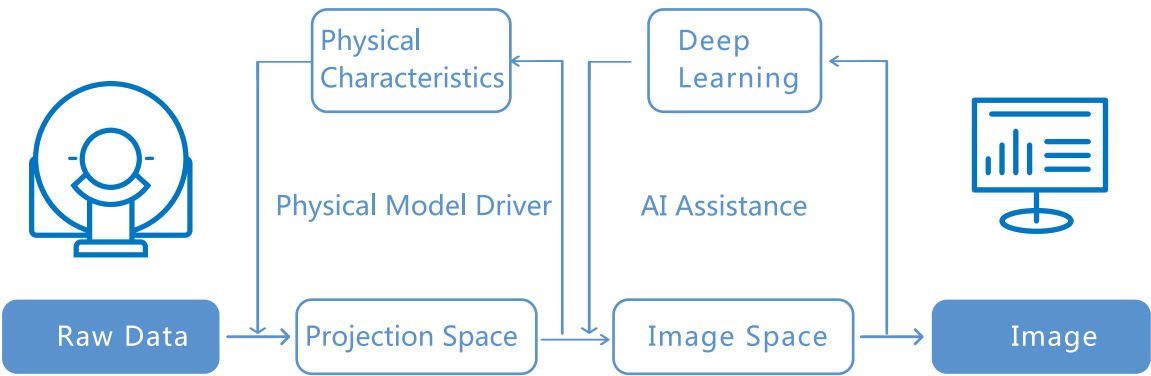 Physical
Characteristics
Deep
Learning
Physical Model Driver
AI Assistance
Raw Data
Projection Space
Image Space
Image